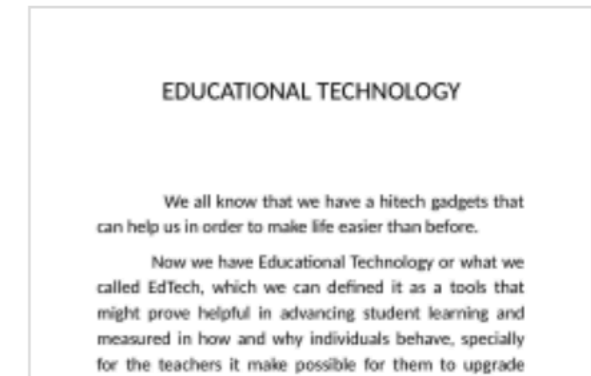 EDUCATIONAL TECHNOLOGY
We all know that we have a hitech gadgets that
can help us in order to make life easier than before.
Now we have Educational Technology or what we
called EdTech, which we can defined it as a tools that
might prove helpful in advancing student learning and
measured in how and why individuals behave, specially
for the teachers it make possible for them to upgrade